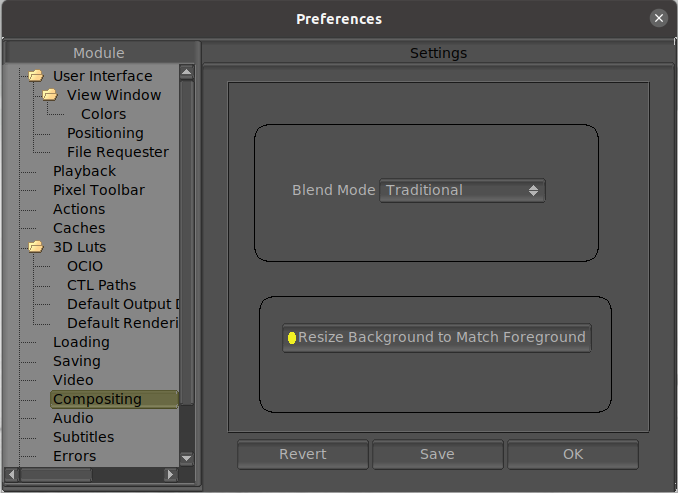 Preferences
Module
Settings
User Interface
View Window
Colors
Positioning
File Requester
Playback
Pixel Toolbar
Actions
Caches
3D Luts
OCIO
CTL Paths
Default Output D
Default Renderi
Loading
Saving
Video
Compositing
Audio
Subtitles
Errors
Blend Mode Traditional
Resize Background to Match Foreground
Revert Save OK